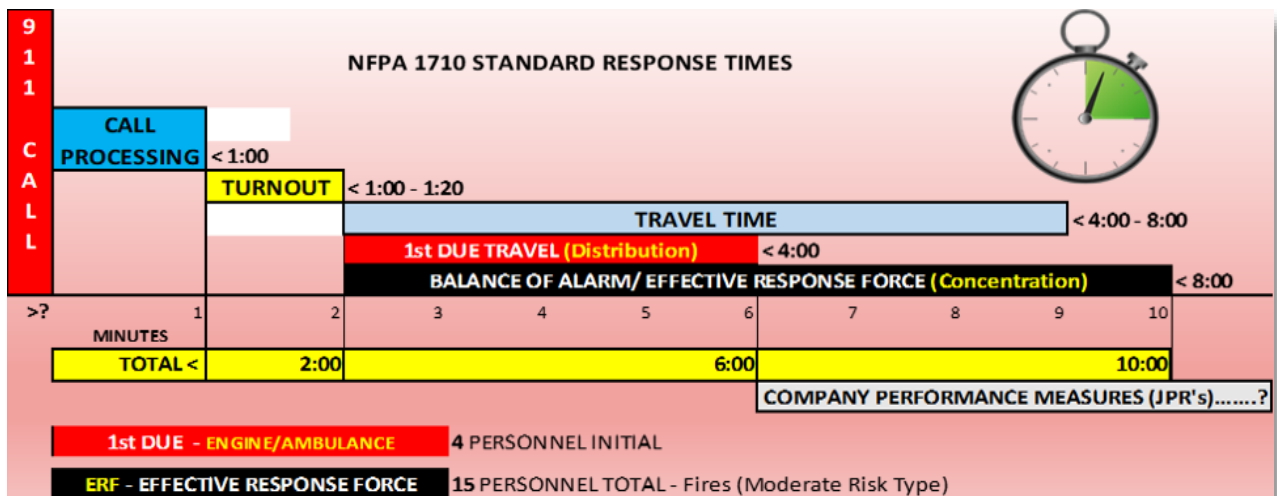 911 CALL
NFPA 1710 STANDARD RESPONSE TIMES
CALL
PROCESSING < 1:00
TURNOUT < 1:00 - 1:20
TRAVEL TIME < 4:00 - 8:00
1st DUE TRAVEL (Distribution) < 4:00
BALANCE OF ALARM/ EFFECTIVE RESPONSE FORCE (Concentration) < 8:00
>? 1 2 3 4 5 6 7 8 9 10
MINUTES
TOTAL < 2:00 6:00 10:00
COMPANY PERFORMANCE MEASURES (JPR's).......?
1st DUE - ENGINE/AMBULANCE 4 PERSONNEL INITIAL
ERF - EFFECTIVE RESPONSE FORCE 15 PERSONNEL TOTAL - Fires (Moderate Risk Type)